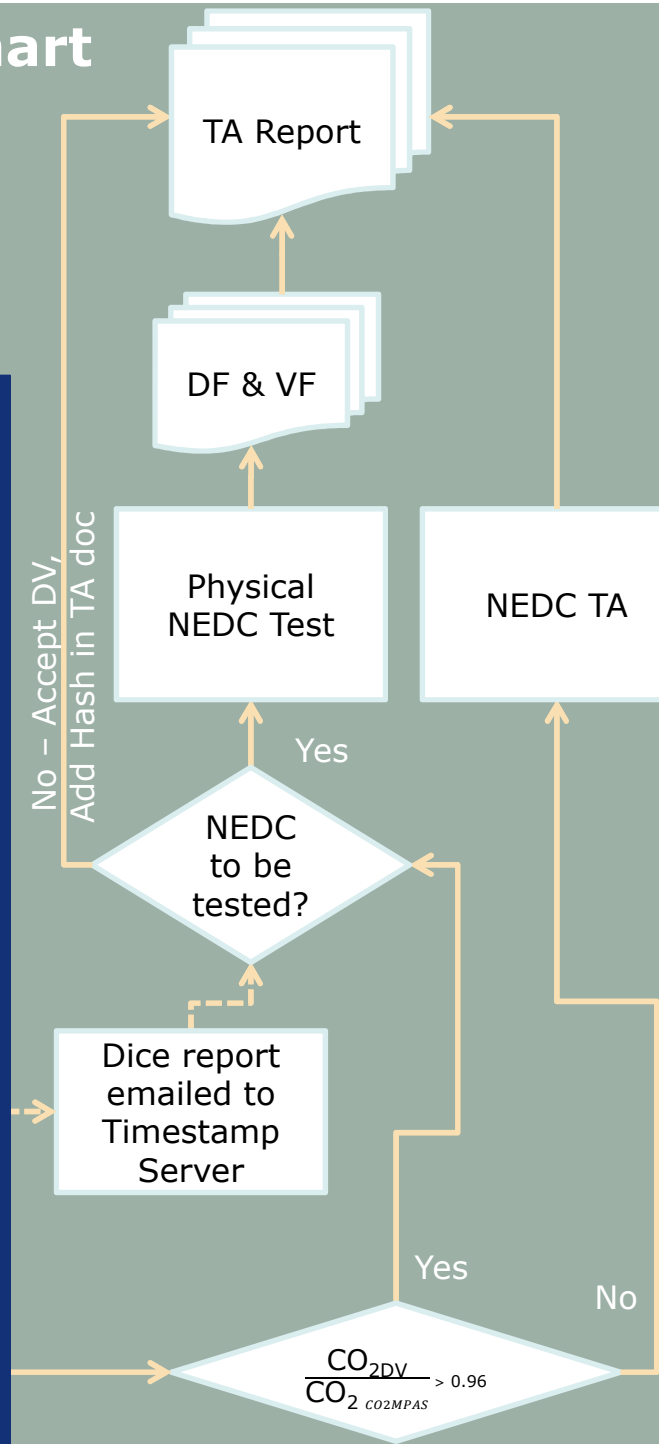 TA Report
DF & VF
No – Accept DV,
Add Hash in TA doc
Physical
NEDC Test
NEDC TA
Yes
NEDC
to be
tested?
Dice report
emailed to
Timestamp
Server
Yes
No
CO2DV
CO2 CO2MPAS
> 0.96